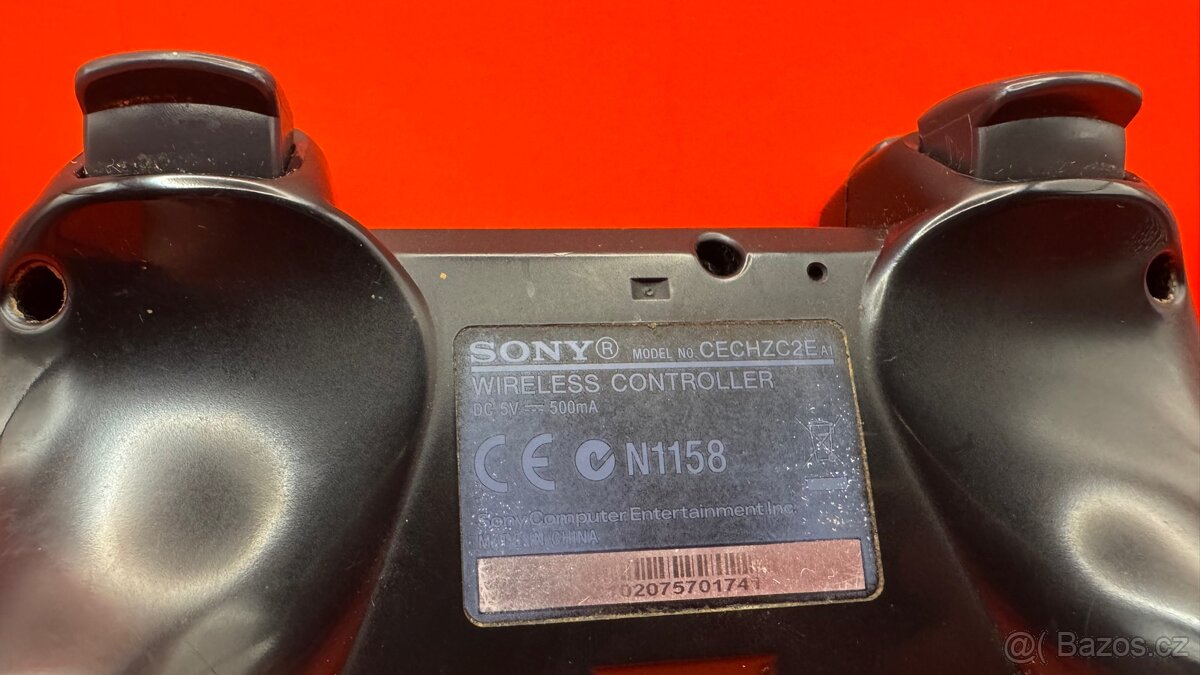 SONY® MODEL NO. CECHZC2E A1
WIRELESS CONTROLLER
DC 5V ⎓ 500mA
CE N1158
Sony Computer Entertainment Inc.
MADE IN CHINA
02075701741
@( Bazos.cz